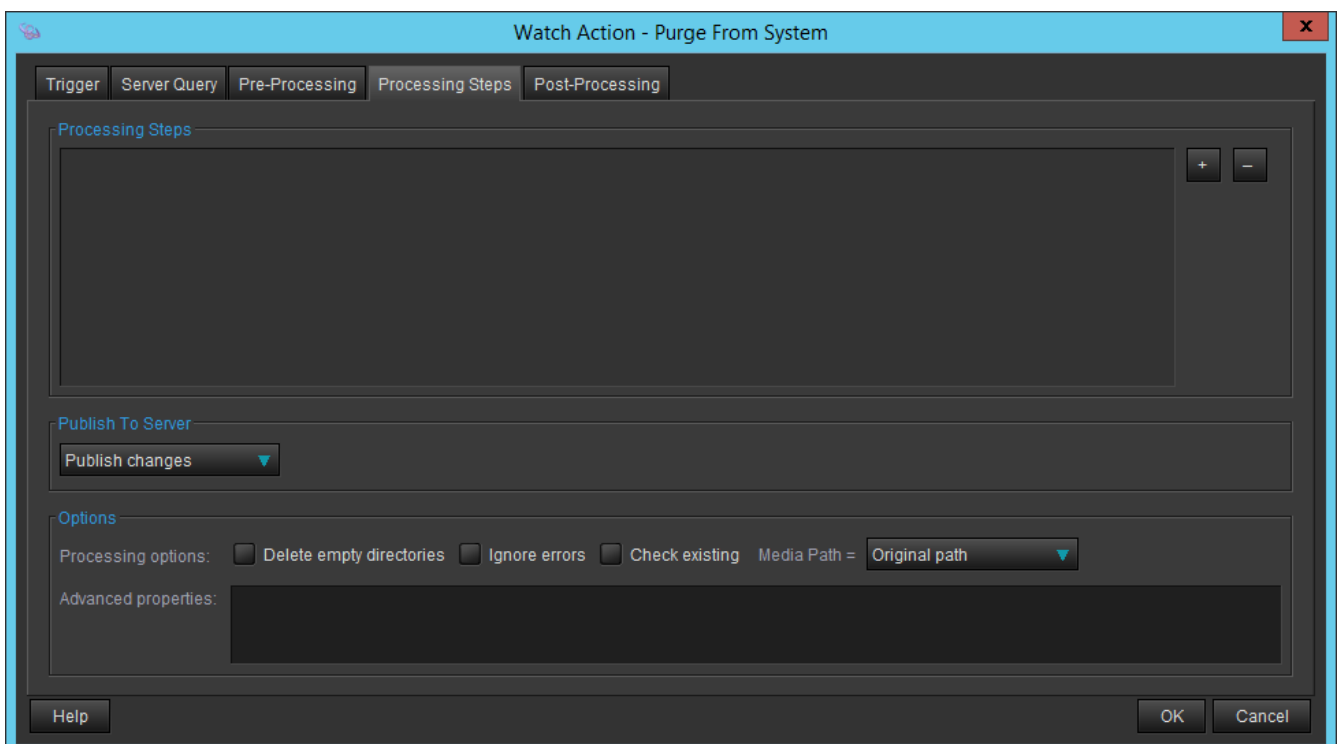 Watch Action - Purge From System
x
Trigger Server Query Pre-Processing Processing Steps Post-Processing
Processing Steps
+ –
Publish To Server
Publish changes
Options
Processing options: Delete empty directories Ignore errors Check existing Media Path = Original path
Advanced properties:
Help OK Cancel